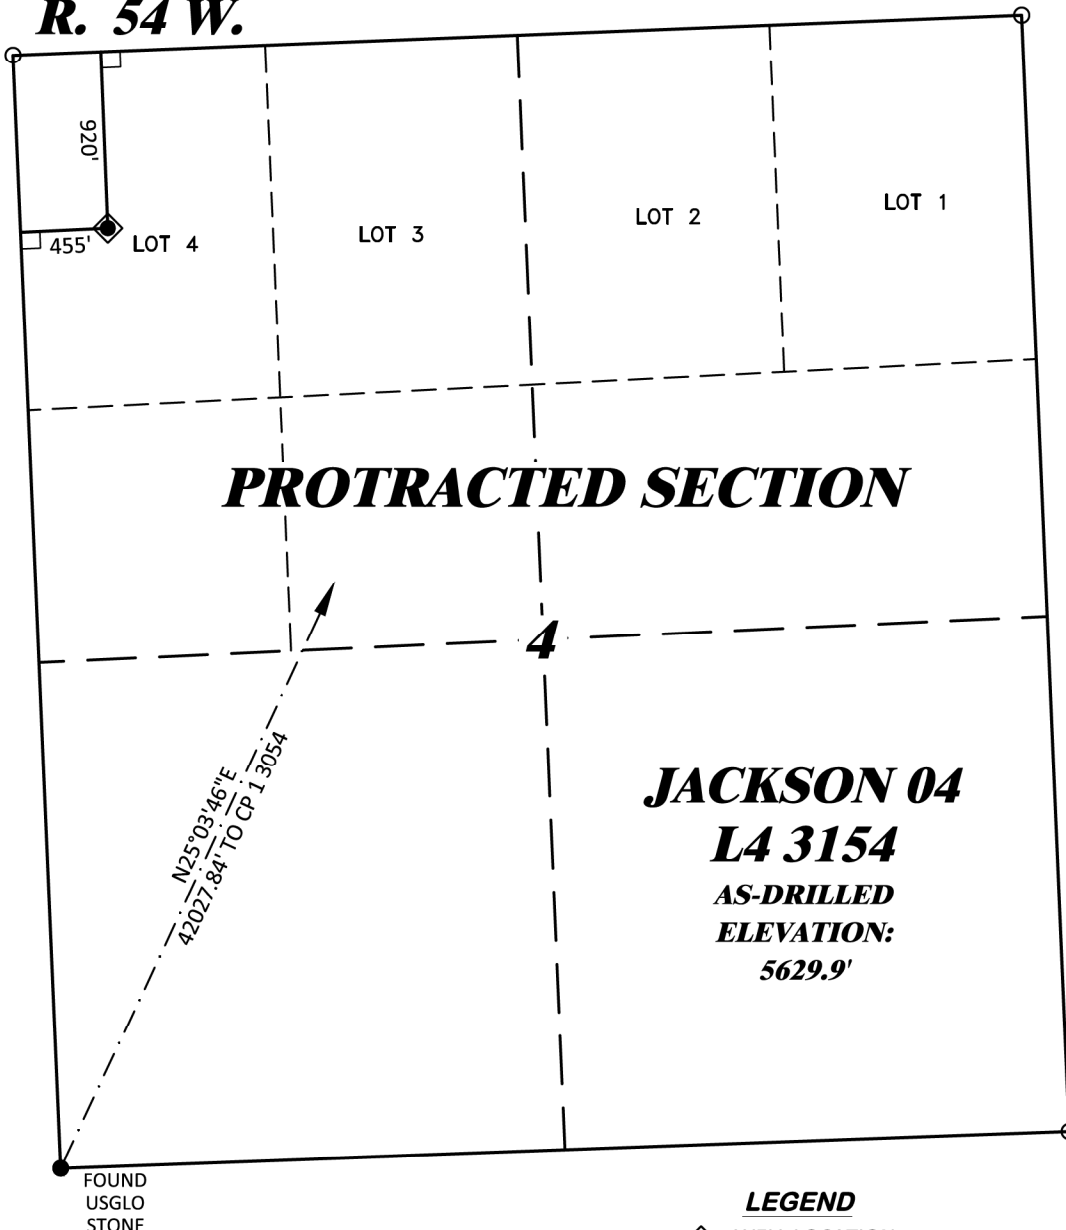 R. 54 W.
920'
455'
LOT 4
LOT 3
LOT 2
LOT 1
PROTRACTED SECTION
4
N25°03'46"E
42027.84' TO CP 1 3054
JACKSON 04
L4 3154
AS-DRILLED
ELEVATION:
5629.9'
FOUND
USGLO
STONE
LEGEND